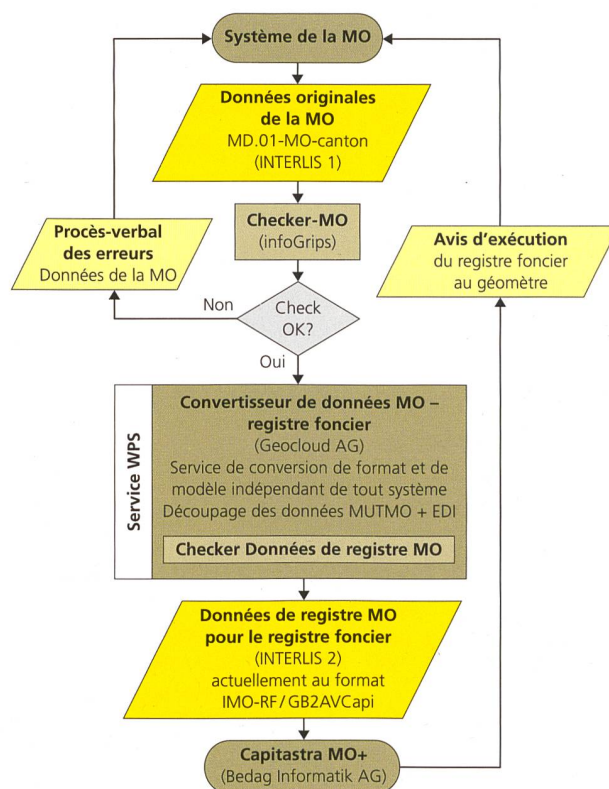 Système de la MO
Données originales
de la MO
MD.01-MO-canton
(INTERLIS 1)
Checker-MO
(infoGrips)
Procès-verbal
des erreurs
Données de la MO
Avis d'exécution
du registre foncier
au géomètre
Non
Check
OK?
Oui
Service WPS
Convertisseur de données MO –
registre foncier
(Geocloud AG)
Service de conversion de format et de
modèle indépendant de tout système
Découpage des données MUTMO + EDI
Checker Données de registre MO
Données de registre MO
pour le registre foncier
(INTERLIS 2)
actuellement au format
IMO-RF/GB2AVCapi
Capitastra MO+
(Bedag Informatik AG)